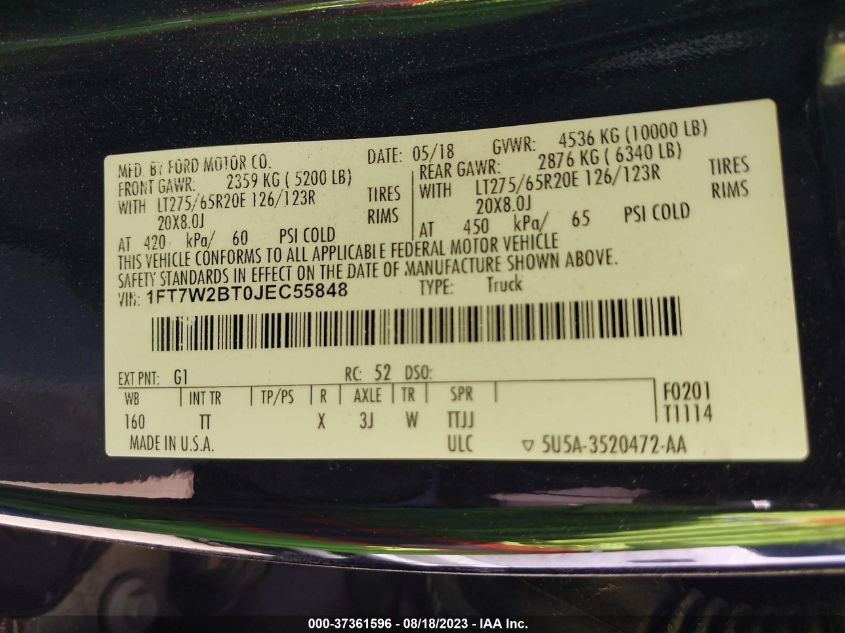 MFD. BY FORD MOTOR CO.
DATE: 05/18
GVWR: 4536 KG (10000 LB)
FRONT GAWR: 2359 KG ( 5200 LB)
REAR GAWR: 2876 KG ( 6340 LB)
WITH LT275/65R20E 126/123R TIRES
WITH LT275/65R20E 126/123R TIRES
20X8.0J RIMS
20X8.0J RIMS
AT 420 kPa/ 60 PSI COLD
AT 450 kPa/ 65 PSI COLD
THIS VEHICLE CONFORMS TO ALL APPLICABLE FEDERAL MOTOR VEHICLE
SAFETY STANDARDS IN EFFECT ON THE DATE OF MANUFACTURE SHOWN ABOVE.
VIN: 1FT7W2BT0JEC55848
TYPE: Truck
EXT PNT: G1 RC: 52 DSO:
WB INT TR TP/PS R AXLE TR SPR
F0201
160 TT X 3J W TTJJ
T1114
MADE IN U.S.A. ULC ▽ 5U5A-3520472-AA
000-37361596 - 08/18/2023 - IAA Inc.